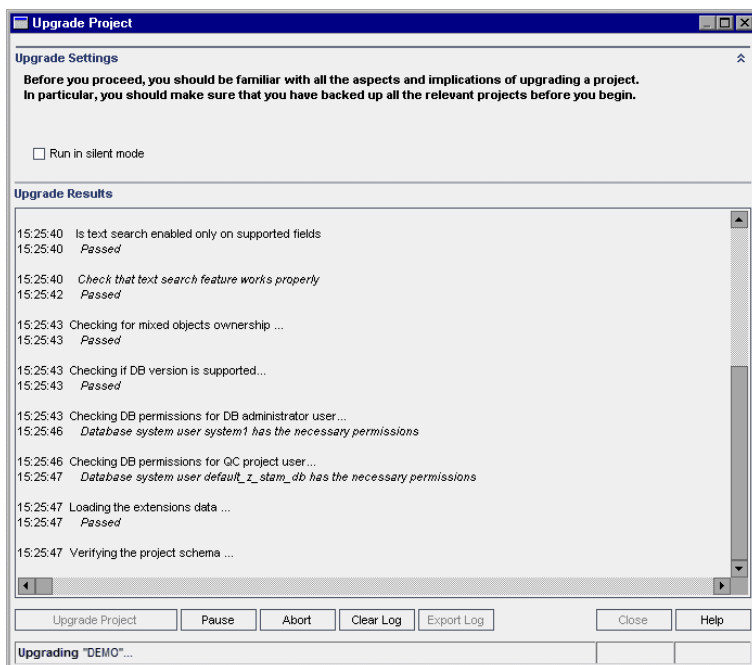 Upgrade Project
Upgrade Settings
Before you proceed, you should be familiar with all the aspects and implications of upgrading a project.
In particular, you should make sure that you have backed up all the relevant projects before you begin.
Run in silent mode
Upgrade Results
15:25:40 Is text search enabled only on supported fields
15:25:40 Passed
15:25:40 Check that text search feature works properly
15:25:42 Passed
15:25:43 Checking for mixed objects ownership ...
15:25:43 Passed
15:25:43 Checking if DB version is supported...
15:25:43 Passed
15:25:43 Checking DB permissions for DB administrator user...
15:25:46 Database system user system1 has the necessary permissions
15:25:46 Checking DB permissions for QC project user...
15:25:47 Database system user default_z_stam_db has the necessary permissions
15:25:47 Loading the extensions data ...
15:25:47 Passed
15:25:47 Verifying the project schema ...
Upgrade Project Pause Abort Clear Log Export Log Close Help
Upgrading "DEMO"...